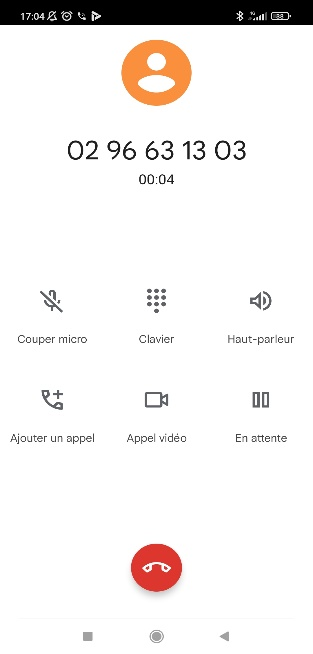 17:04
02 96 63 13 03
00:04
Couper micro
Clavier
Haut-parleur
Ajouter un appel
Appel vidéo
En attente